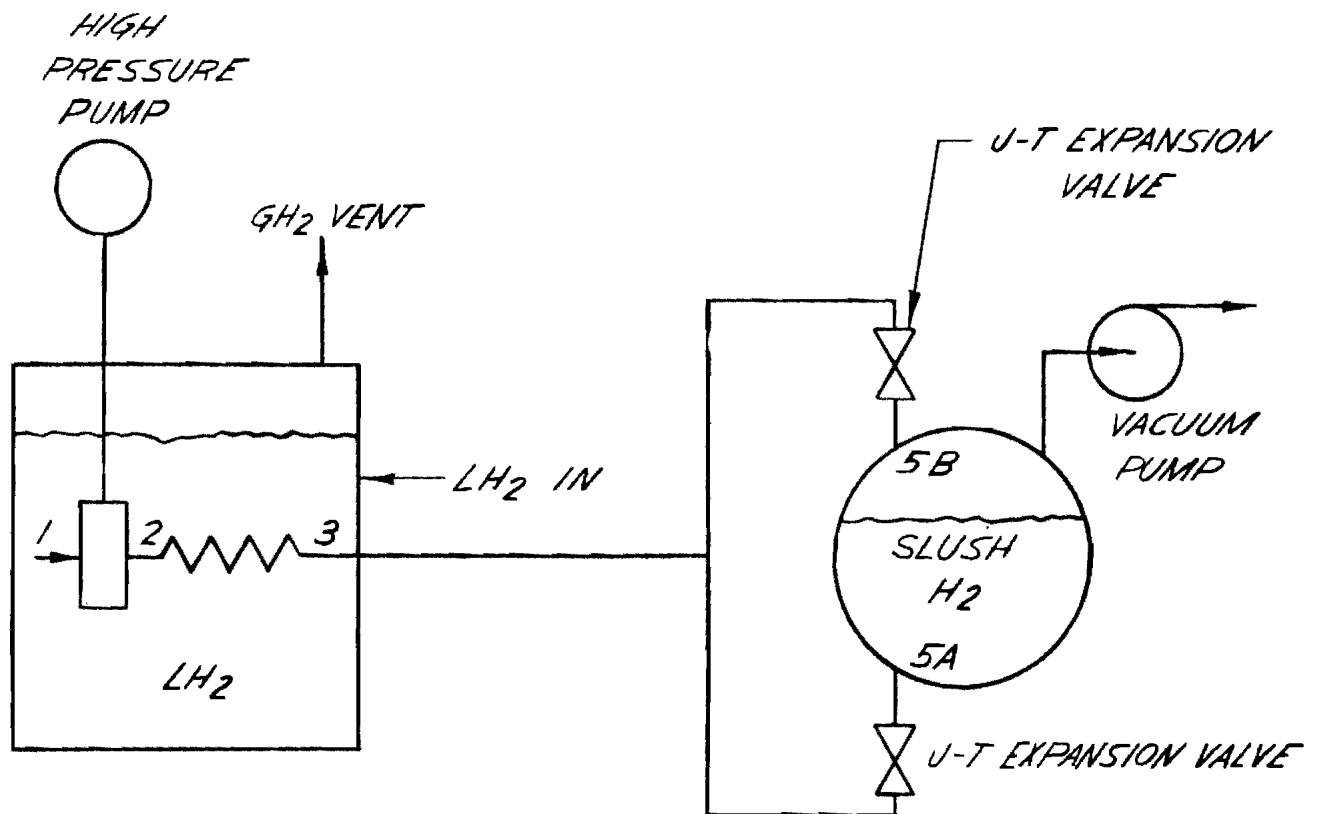 HIGH
PRESSURE
PUMP
GH2 VENT
J-T EXPANSION
VALVE
VACUUM
PUMP
LH2 IN
1
2
3
LH2
5B
SLUSH
H2
5A
J-T EXPANSION VALVE